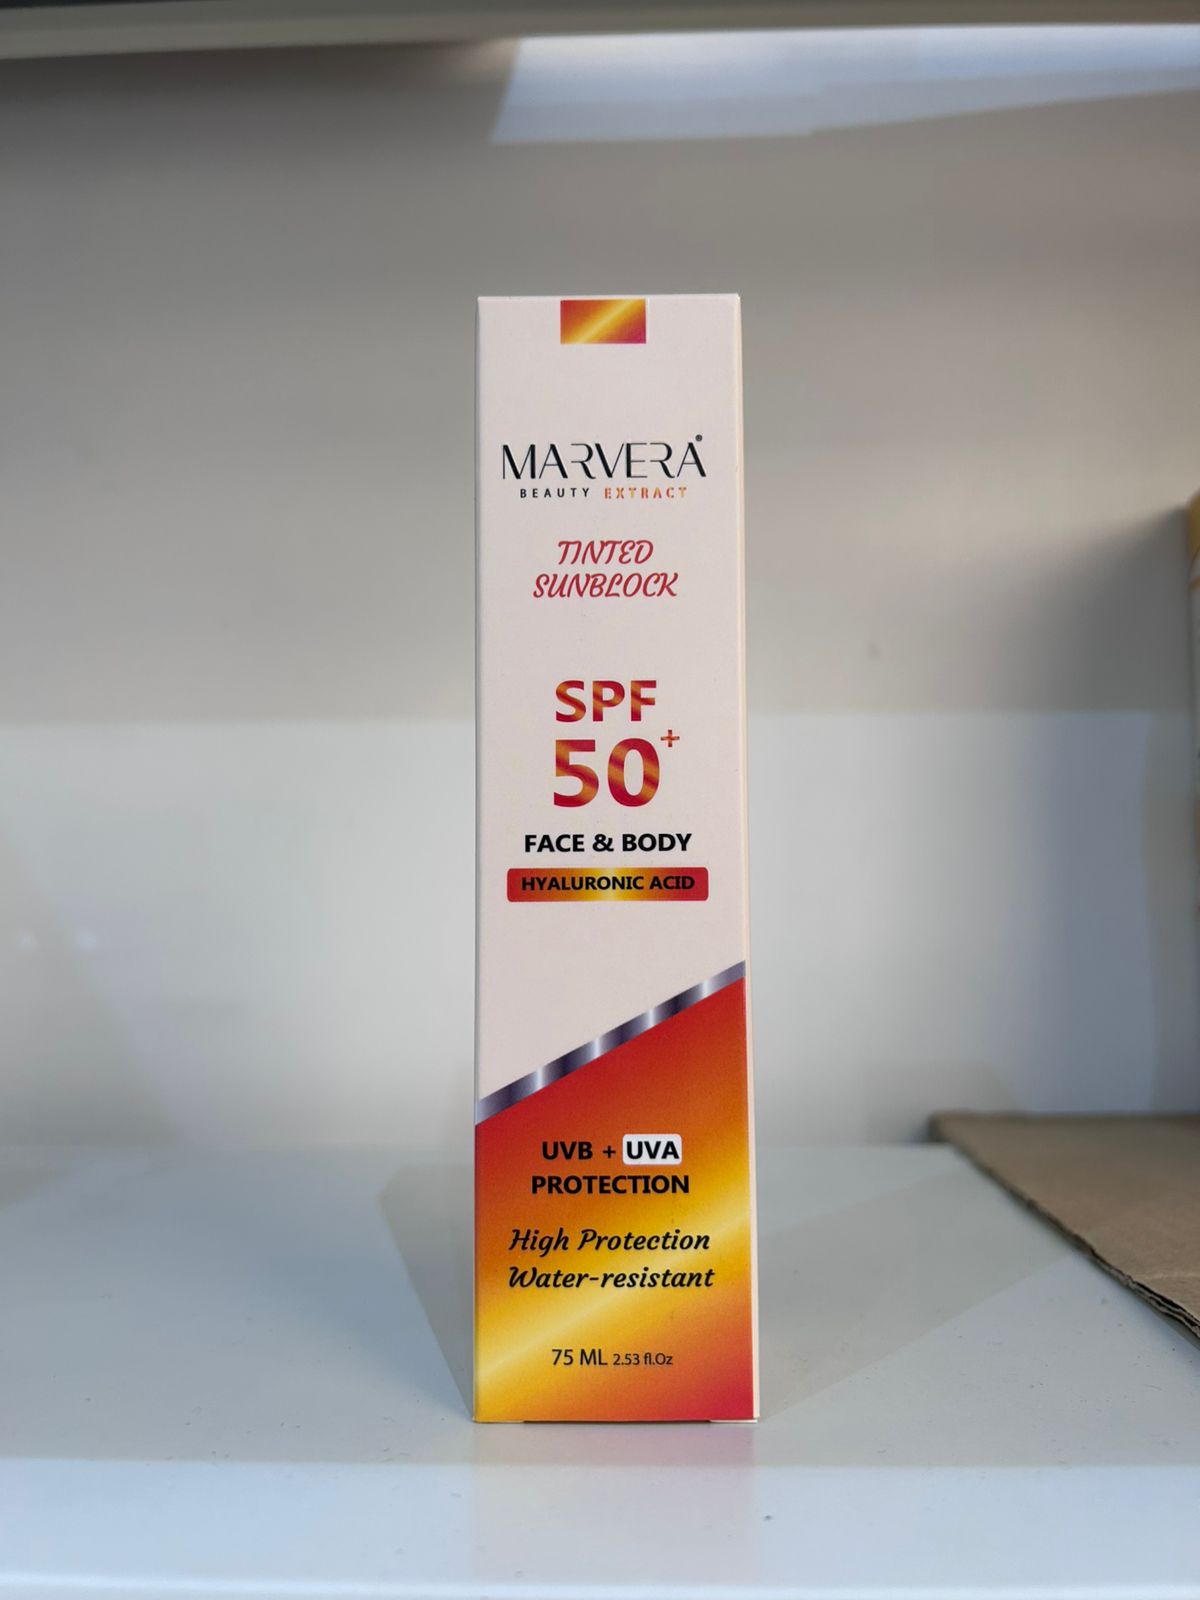 MARVERA®
BEAUTY EXTRACT
TINTED
SUNBLOCK
SPF
50+
FACE & BODY
HYALURONIC ACID
UVB + UVA
PROTECTION
High Protection
Water-resistant
75 ML 2.53 fl.Oz